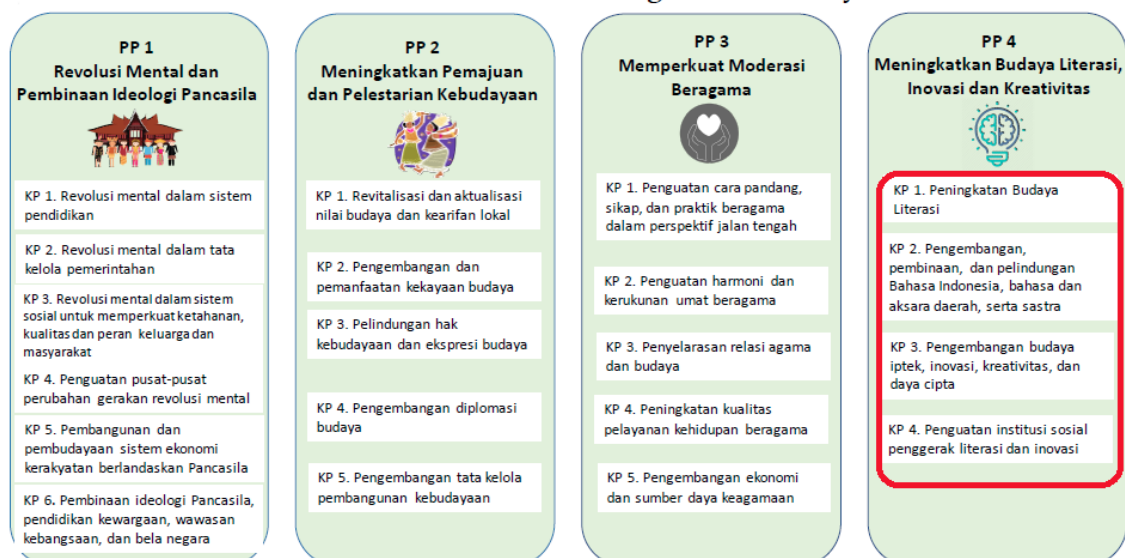 PP 1
Revolusi Mental dan
Pembinaan Ideologi Pancasila
KP 1. Revolusi mental dalam sistem
pendidikan
KP 2. Revolusi mental dalam tata
kelola pemerintahan
KP 3. Revolusi mental dalam sistem
sosial untuk memperkuat ketahanan,
kualitas dan peran keluarga dan
masyarakat
KP 4. Penguatan pusat-pusat
perubahan gerakan revolusi mental
KP 5. Pembangunan dan
pembudayaan sistem ekonomi
kerakyatan berlandaskan Pancasila
KP 6. Pembinaan ideologi Pancasila,
pendidikan kewargaan, wawasan
kebangsaan, dan bela negara
PP 2
Meningkatkan Pemajuan
dan Pelestarian Kebudayaan
KP 1. Revitalisasi dan aktualisasi
nilai budaya dan kearifan lokal
KP 2. Pengembangan dan
pemanfaatan kekayaan budaya
KP 3. Pelindungan hak
kebudayaan dan ekspresi budaya
KP 4. Pengembangan diplomasi
budaya
KP 5. Pengembangan tata kelola
pembangunan kebudayaan
PP 3
Memperkuat Moderasi
Beragama
KP 1. Penguatan cara pandang,
sikap, dan praktik beragama
dalam perspektif jalan tengah
KP 2. Penguatan harmoni dan
kerukunan umat beragama
KP 3. Penyelarasan relasi agama
dan budaya
KP 4. Peningkatan kualitas
pelayanan kehidupan beragama
KP 5. Pengembangan ekonomi
dan sumber daya keagamaan
PP 4
Meningkatkan Budaya Literasi,
Inovasi dan Kreativitas
KP 1. Peningkatan Budaya
Literasi
KP 2. Pengembangan,
pembinaan, dan pelindungan
Bahasa Indonesia, bahasa dan
aksara daerah, serta sastra
KP 3. Pengembangan budaya
iptek, inovasi, kreativitas, dan
daya cipta
KP 4. Penguatan institusi sosial
penggerak literasi dan inovasi